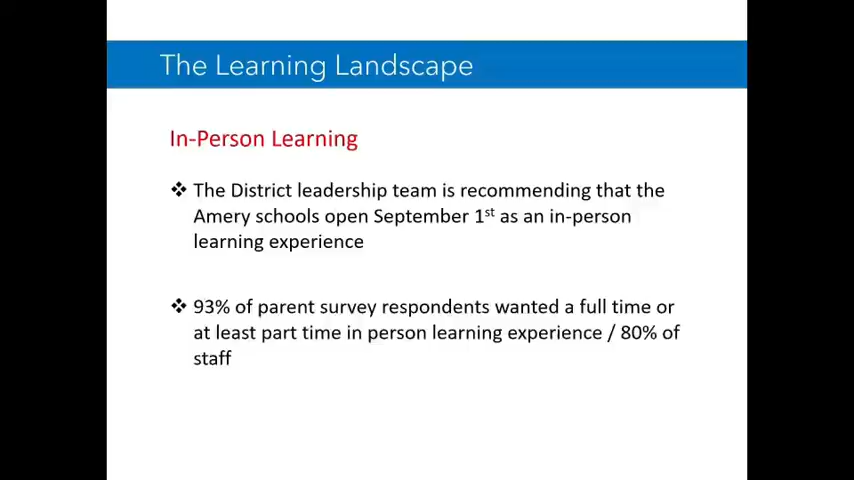 The Learning Landscape
In-Person Learning
❖ The District leadership team is recommending that the
Amery schools open September 1st as an in-person
learning experience
❖ 93% of parent survey respondents wanted a full time or
at least part time in person learning experience / 80% of
staff